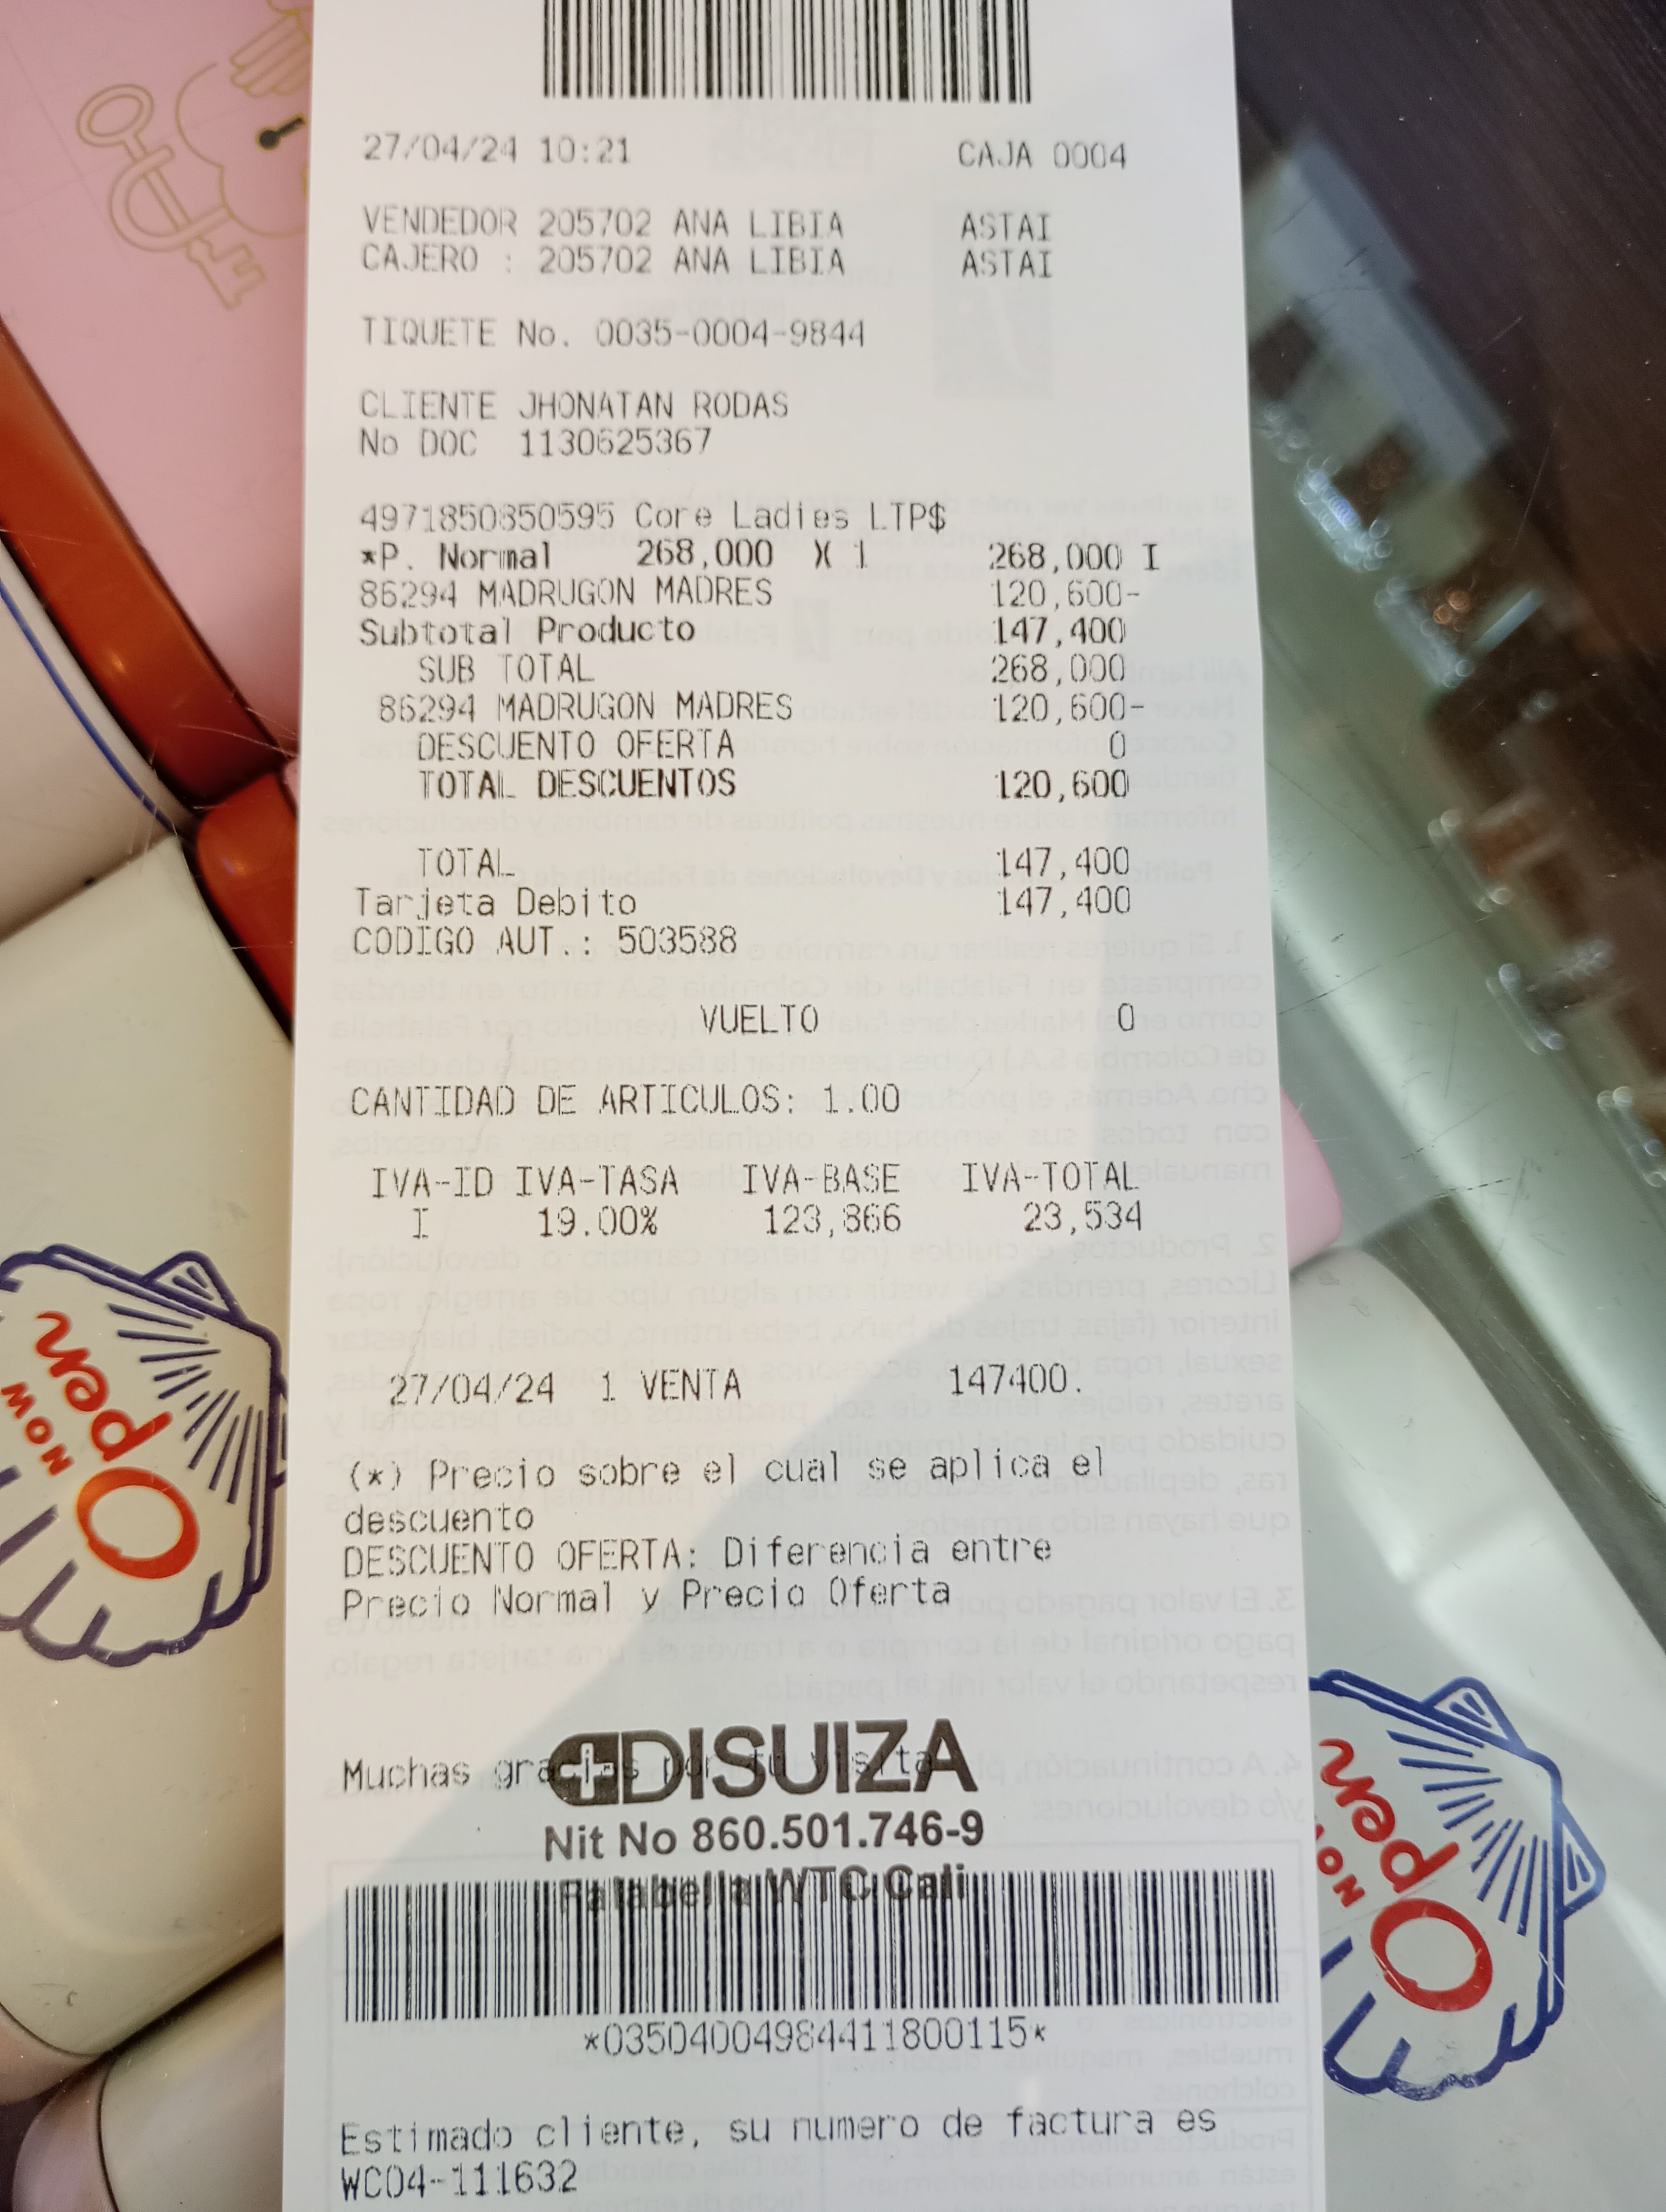 27/04/24 10:21 CAJA 0004
VENDEDOR 205702 ANA LIBIA ASTAI
CAJERO : 205702 ANA LIBIA ASTAI
TIQUETE No. 0035-0004-9844
CLIENTE JHONATAN RODAS
No DOC 1130625367
4971850350595 Core Ladies LTP$
*P. Normal 268,000 X 1 268,000 I
86294 MADRUGON MADRES 120,600-
Subtotal Producto 147,400
SUB TOTAL 268,000
86294 MADRUGON MADRES 120,600-
DESCUENTO OFERTA 0
TOTAL DESCUENTOS 120,600
TOTAL 147,400
Tarjeta Debito 147,400
CODIGO AUT.: 503588
VUELTO 0
CANTIDAD DE ARTICULOS: 1.00
IVA-ID IVA-TASA IVA-BASE IVA-TOTAL
I 19.00% 123,866 23,534
27/04/24 1 VENTA 147400.
(*) Precio sobre el cual se aplica el
descuento
DESCUENTO OFERTA: Diferencia entre
Precio Normal y Precio Oferta
Muchas gracias por tu visita
DISUIZA
Nit No 860.501.746-9
Falabella WTC Cali
*03504004984411800115*
Estimado cliente, su numero de factura es
WC04-111632
Open
NOW
Open